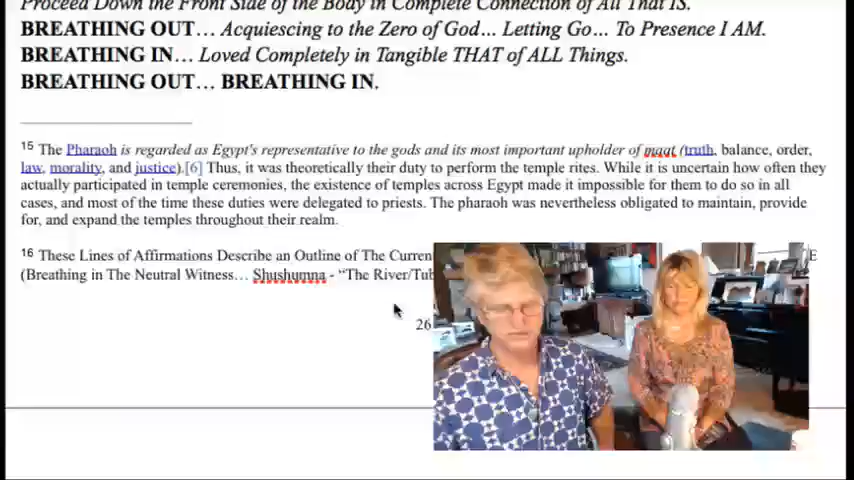 Proceed Down the Front Side of the Body in Complete Connection of All That IS.
BREATHING OUT… Acquiescing to the Zero of God… Letting Go… To Presence I AM.
BREATHING IN… Loved Completely in Tangible THAT of ALL Things.
BREATHING OUT… BREATHING IN.
15 The Pharaoh is regarded as Egypt's representative to the gods and its most important upholder of maat (truth, balance, order,
law, morality, and justice).[6] Thus, it was theoretically their duty to perform the temple rites. While it is uncertain how often they
actually participated in temple ceremonies, the existence of temples across Egypt made it impossible for them to do so in all
cases, and most of the time these duties were delegated to priests. The pharaoh was nevertheless obligated to maintain, provide
for, and expand the temples throughout their realm.
16 These Lines of Affirmations Describe an Outline of The Curren E
(Breathing in The Neutral Witness… Shushumna - “The River/Tub
26